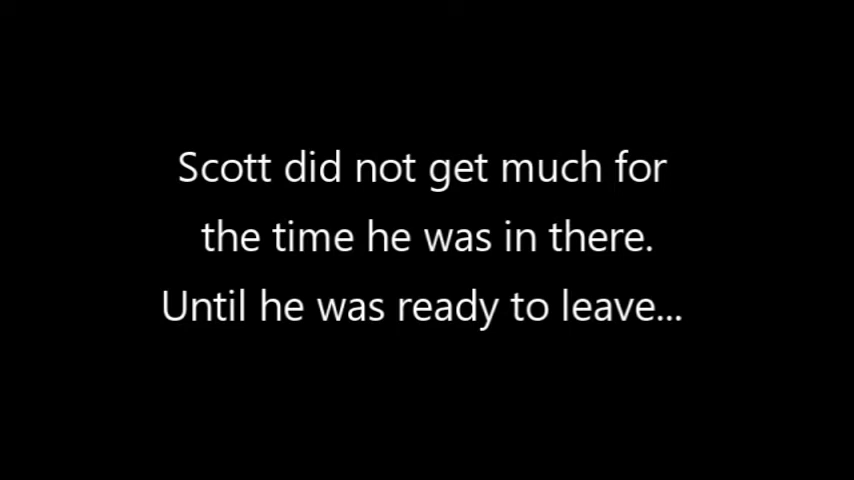 Scott did not get much for
the time he was in there.
Until he was ready to leave...